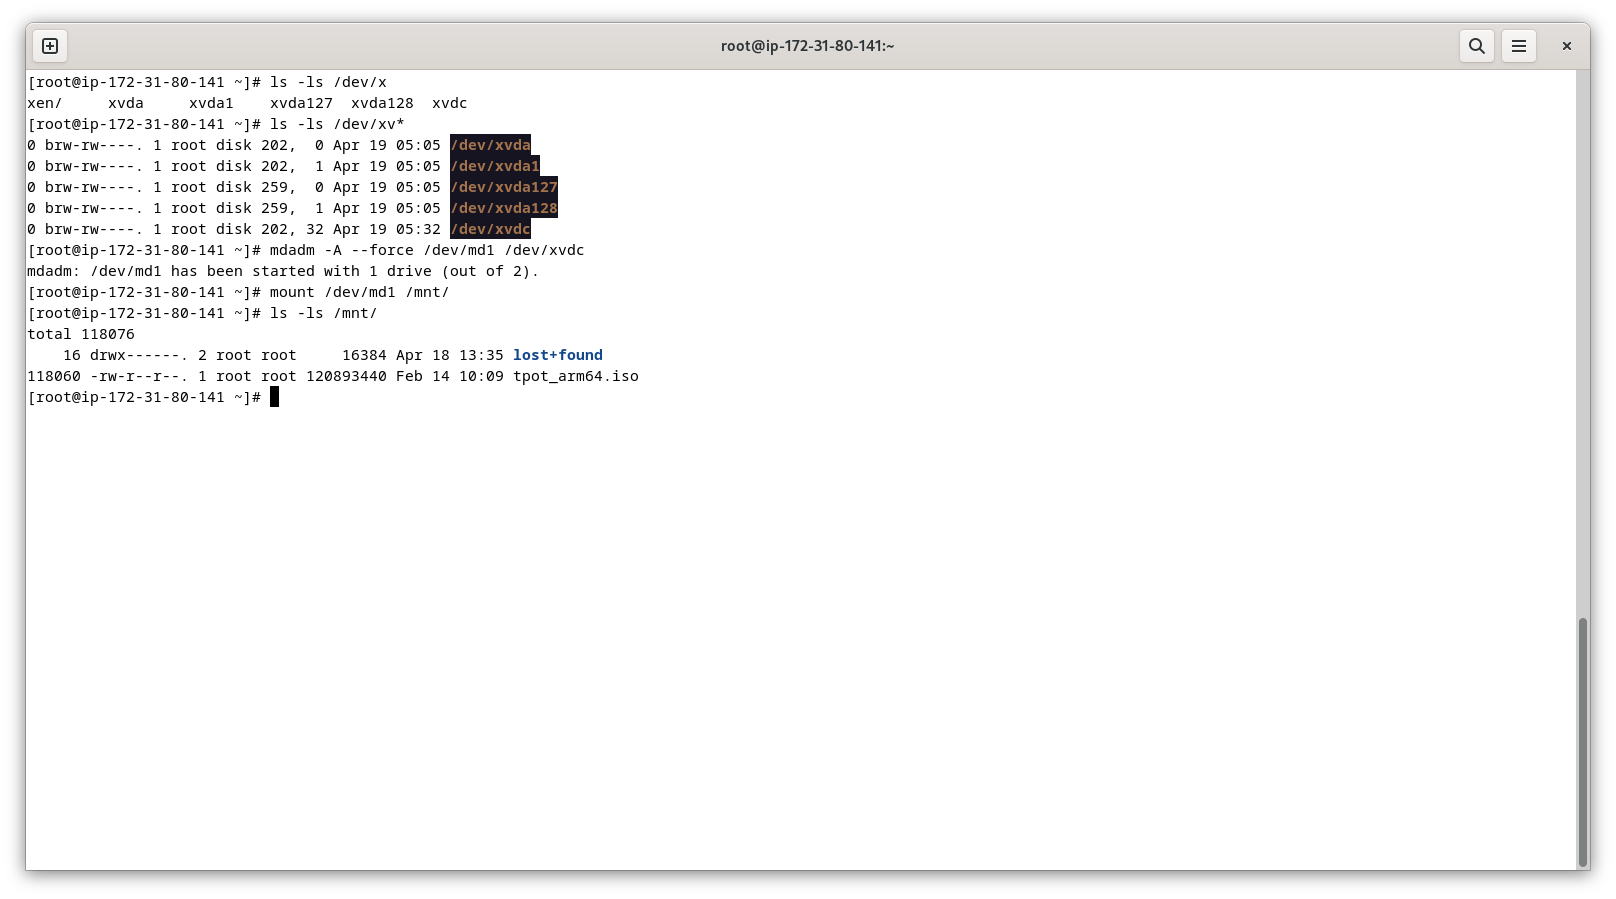 root@ip-172-31-80-141:~
[root@ip-172-31-80-141 ~]# ls -ls /dev/x
xen/     xvda     xvda1    xvda127  xvda128  xvdc
[root@ip-172-31-80-141 ~]# ls -ls /dev/xv*
0 brw-rw----. 1 root disk 202,  0 Apr 19 05:05 /dev/xvda
0 brw-rw----. 1 root disk 202,  1 Apr 19 05:05 /dev/xvda1
0 brw-rw----. 1 root disk 259,  0 Apr 19 05:05 /dev/xvda127
0 brw-rw----. 1 root disk 259,  1 Apr 19 05:05 /dev/xvda128
0 brw-rw----. 1 root disk 202, 32 Apr 19 05:32 /dev/xvdc
[root@ip-172-31-80-141 ~]# mdadm -A --force /dev/md1 /dev/xvdc
mdadm: /dev/md1 has been started with 1 drive (out of 2).
[root@ip-172-31-80-141 ~]# mount /dev/md1 /mnt/
[root@ip-172-31-80-141 ~]# ls -ls /mnt/
total 118076
    16 drwx------. 2 root root     16384 Apr 18 13:35 lost+found
118060 -rw-r--r--. 1 root root 120893440 Feb 14 10:09 tpot_arm64.iso
[root@ip-172-31-80-141 ~]#